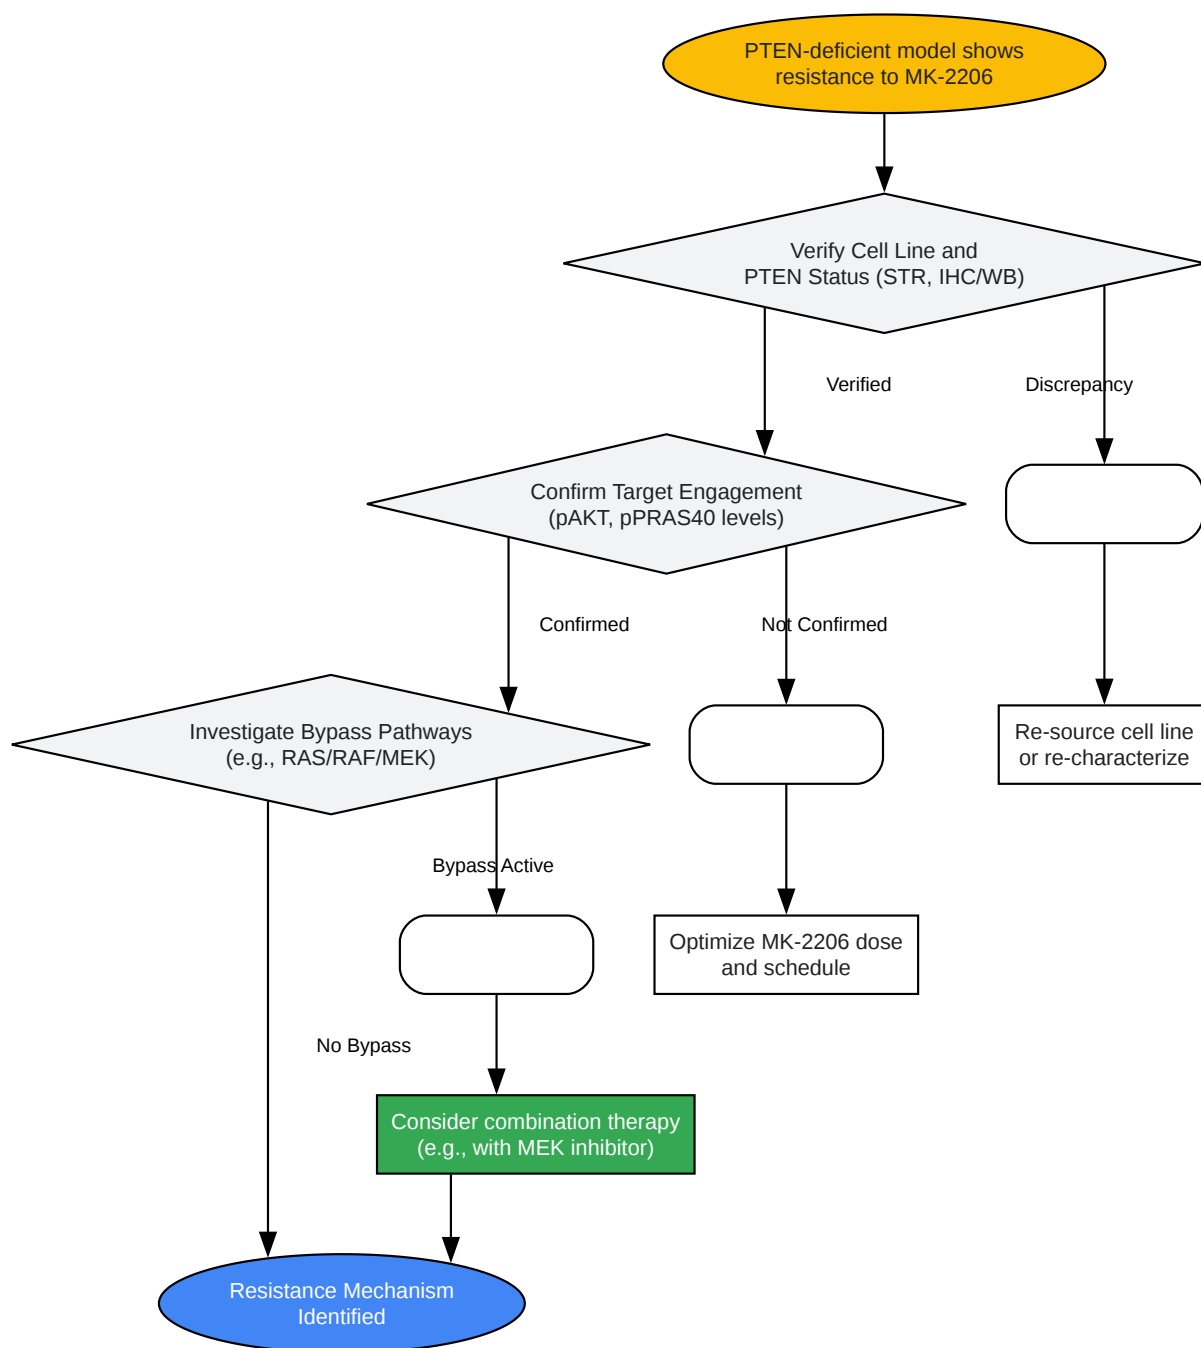 PTEN-deficient model shows
resistance to MK-2206
Verify Cell Line and
PTEN Status (STR, IHC/WB)
Verified
Discrepancy
Confirm Target Engagement
(pAKT, pPRAS40 levels)
Confirmed
Not Confirmed
Investigate Bypass Pathways
(e.g., RAS/RAF/MEK)
Re-source cell line
or re-characterize
Bypass Active
Optimize MK-2206 dose
and schedule
No Bypass
Consider combination therapy
(e.g., with MEK inhibitor)
Resistance Mechanism
Identified